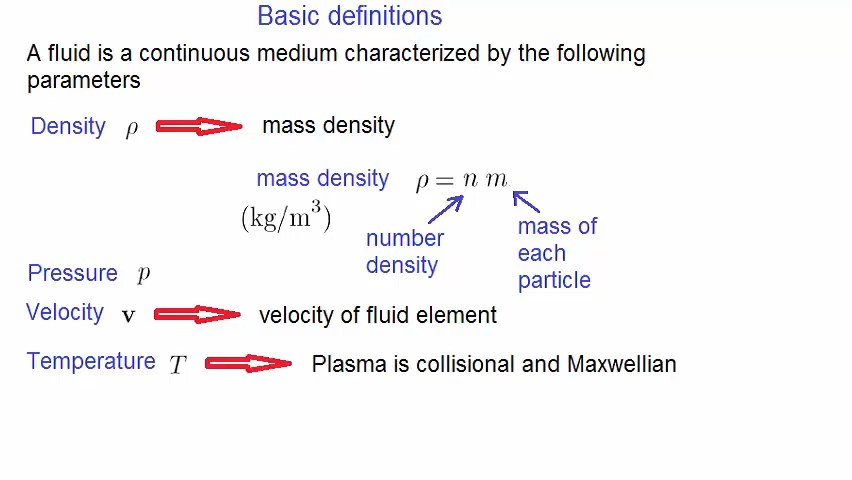 Basic definitions
A fluid is a continuous medium characterized by the following
parameters
Density ρ mass density
mass density ρ = n m
(kg/m³)
number
density
mass of
each
particle
Pressure p
Velocity v velocity of fluid element
Temperature T Plasma is collisional and Maxwellian